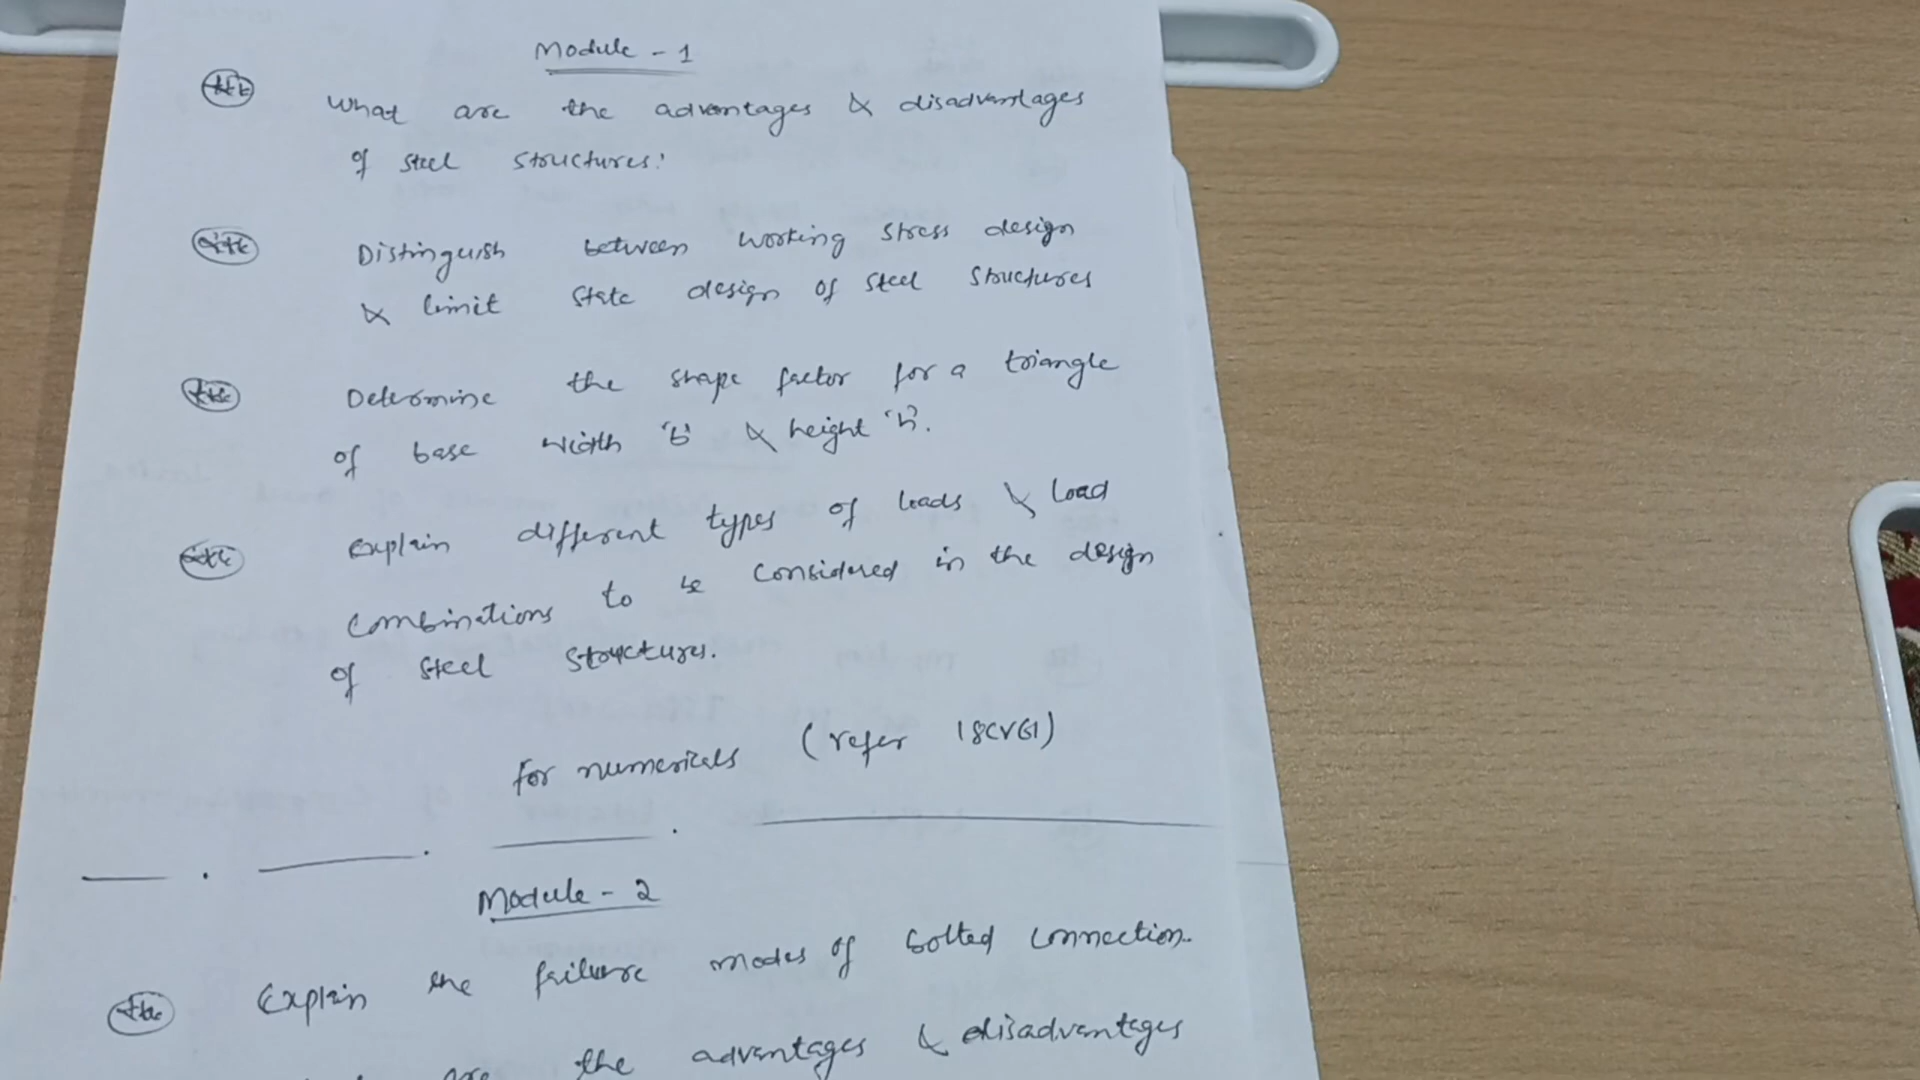 Module - 1
What are the advantages & disadvantages
of steel structures?
Distinguish between working stress design
& limit state design of steel structures
Determine the shape factor for a triangle
of base width 'b' & height 'h'.
Explain different types of loads & load
combinations to be considered in the design
of steel structures.
for numericals (refer 18CV61)
Module - 2
Explain the failure modes of bolted connection.
are the advantages & disadvantages